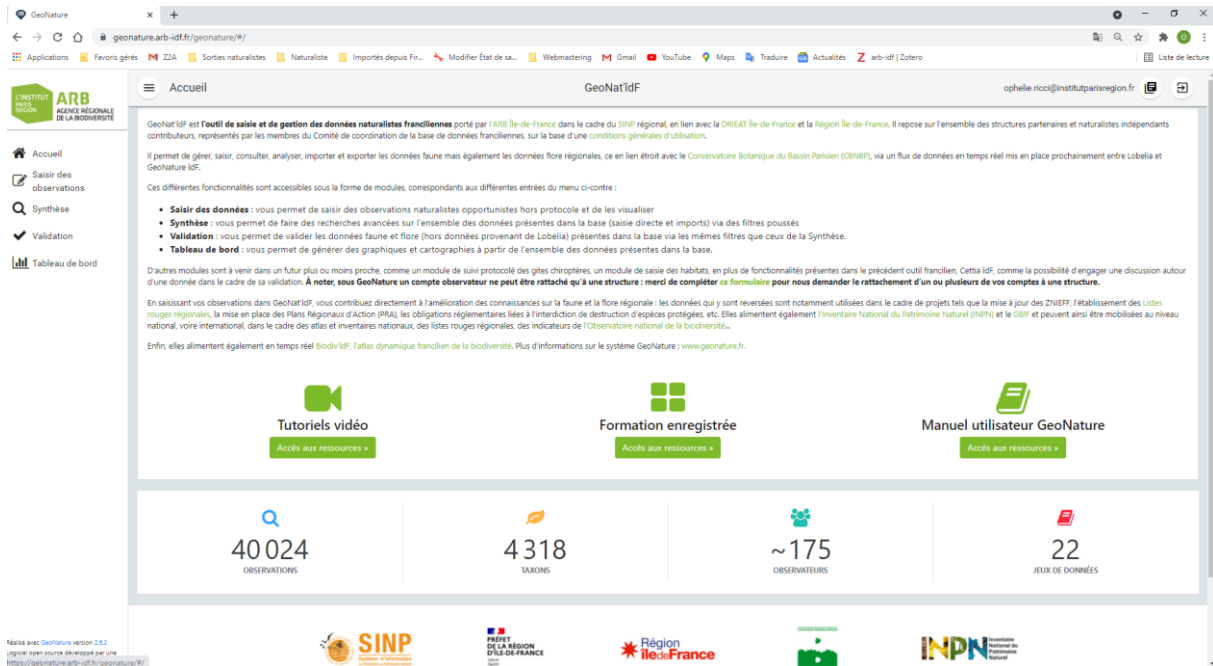 GeoNature
geonature.arb-idf.fr/geonature/#/
Applications Favoris gérés Z2A Sorties naturalistes Naturaliste Importés depuis Fir... Modifier État de sa... Webmastering Gmail YouTube Maps Traduire Actualités arb-idf | Zotero Liste de lecture
L'INSTITUT PARIS REGION
ARB
AGENCE RÉGIONALE
DE LA BIODIVERSITÉ
Accueil GeoNat'îdF ophelie.ricci@institutparisregion.fr
Accueil
Saisir des
observations
Synthèse
Validation
Tableau de bord
GeoNat'îdF est l'outil de saisie et de gestion des données naturalistes franciliennes porté par l'ARB Île-de-France dans le cadre du SINP régional, en lien avec la DRIEAT Île-de-France et la Région Île-de-France. Il repose sur l'ensemble des structures partenaires et naturalistes indépendants
contributeurs, représentés par les membres du Comité de coordination de la base de données franciliennes, sur la base d'une conditions générales d'utilisation.
Il permet de gérer, saisir, consulter, analyser, importer et exporter les données faune mais également les données flore régionales, ce en lien étroit avec le Conservatoire Botanique du Bassin Parisien (CBNBP), via un flux de données en temps réel mis en place prochainement entre Lobelia et
GeoNature îdF.
Ces différentes fonctionnalités sont accessibles sous la forme de modules, correspondants aux différentes entrées du menu ci-contre :
• Saisir des données : vous permet de saisir des observations naturalistes opportunistes hors protocole et de les visualiser
• Synthèse : vous permet de faire des recherches avancées sur l'ensemble des données présentes dans la base (saisie directe et imports) via des filtres poussés
• Validation : vous permet de valider les données faune et flore (hors données provenant de Lobelia) présentes dans la base via les mêmes filtres que ceux de la Synthèse.
• Tableau de bord : vous permet de générer des graphiques et cartographies à partir de l'ensemble des données présentes dans la base.
D'autres modules sont à venir dans un futur plus ou moins proche, comme un module de suivi protocolé des gites chiroptères, un module de saisie des habitats, en plus de fonctionnalités présentes dans le précédent outil francilien, Cettia îdF, comme la possibilité d'engager une discussion autour
d'une donnée dans le cadre de sa validation. À noter, sous GeoNature un compte observateur ne peut être rattaché qu'à une structure : merci de compléter ce formulaire pour nous demander le rattachement d'un ou plusieurs de vos comptes à une structure.
En saisissant vos observations dans GeoNat'îdF, vous contribuez directement à l'amélioration des connaissances sur la faune et la flore régionale : les données qui y sont reversées sont notamment utilisées dans le cadre de projets tels que la mise à jour des ZNIEFF, l'établissement des Listes
rouges régionales, la mise en place des Plans Régionaux d'Action (PRA), les obligations réglementaires liées à l'interdiction de destruction d'espèces protégées, etc. Elles alimentent également l'Inventaire National du Patrimoine Naturel (INPN) et le GBIF et peuvent ainsi être mobilisées au niveau
national, voire international, dans le cadre des atlas et inventaires nationaux, des listes rouges régionales, des indicateurs de l'Observatoire national de la biodiversité...
Enfin, elles alimentent également en temps réel Biodiv'îdF, l'atlas dynamique francilien de la biodiversité. Plus d'informations sur le système GeoNature : www.geonature.fr.
Tutoriels vidéo Formation enregistrée Manuel utilisateur GeoNature
Accès aux ressources » Accès aux ressources » Accès aux ressources »
40 024 4 318 ~175 22
OBSERVATIONS TAXONS OBSERVATEURS JEUX DE DONNÉES
Réalisé avec GeoNature version 2.6.2
Logiciel open source développé par une
https://geonature.arb-idf.fr/geonature/#/
SINP
Système d'information
PRÉFET
DE LA RÉGION
D'ÎLE-DE-FRANCE
Région
îledeFrance
INPN
Inventaire
National du
Patrimoine
Naturel